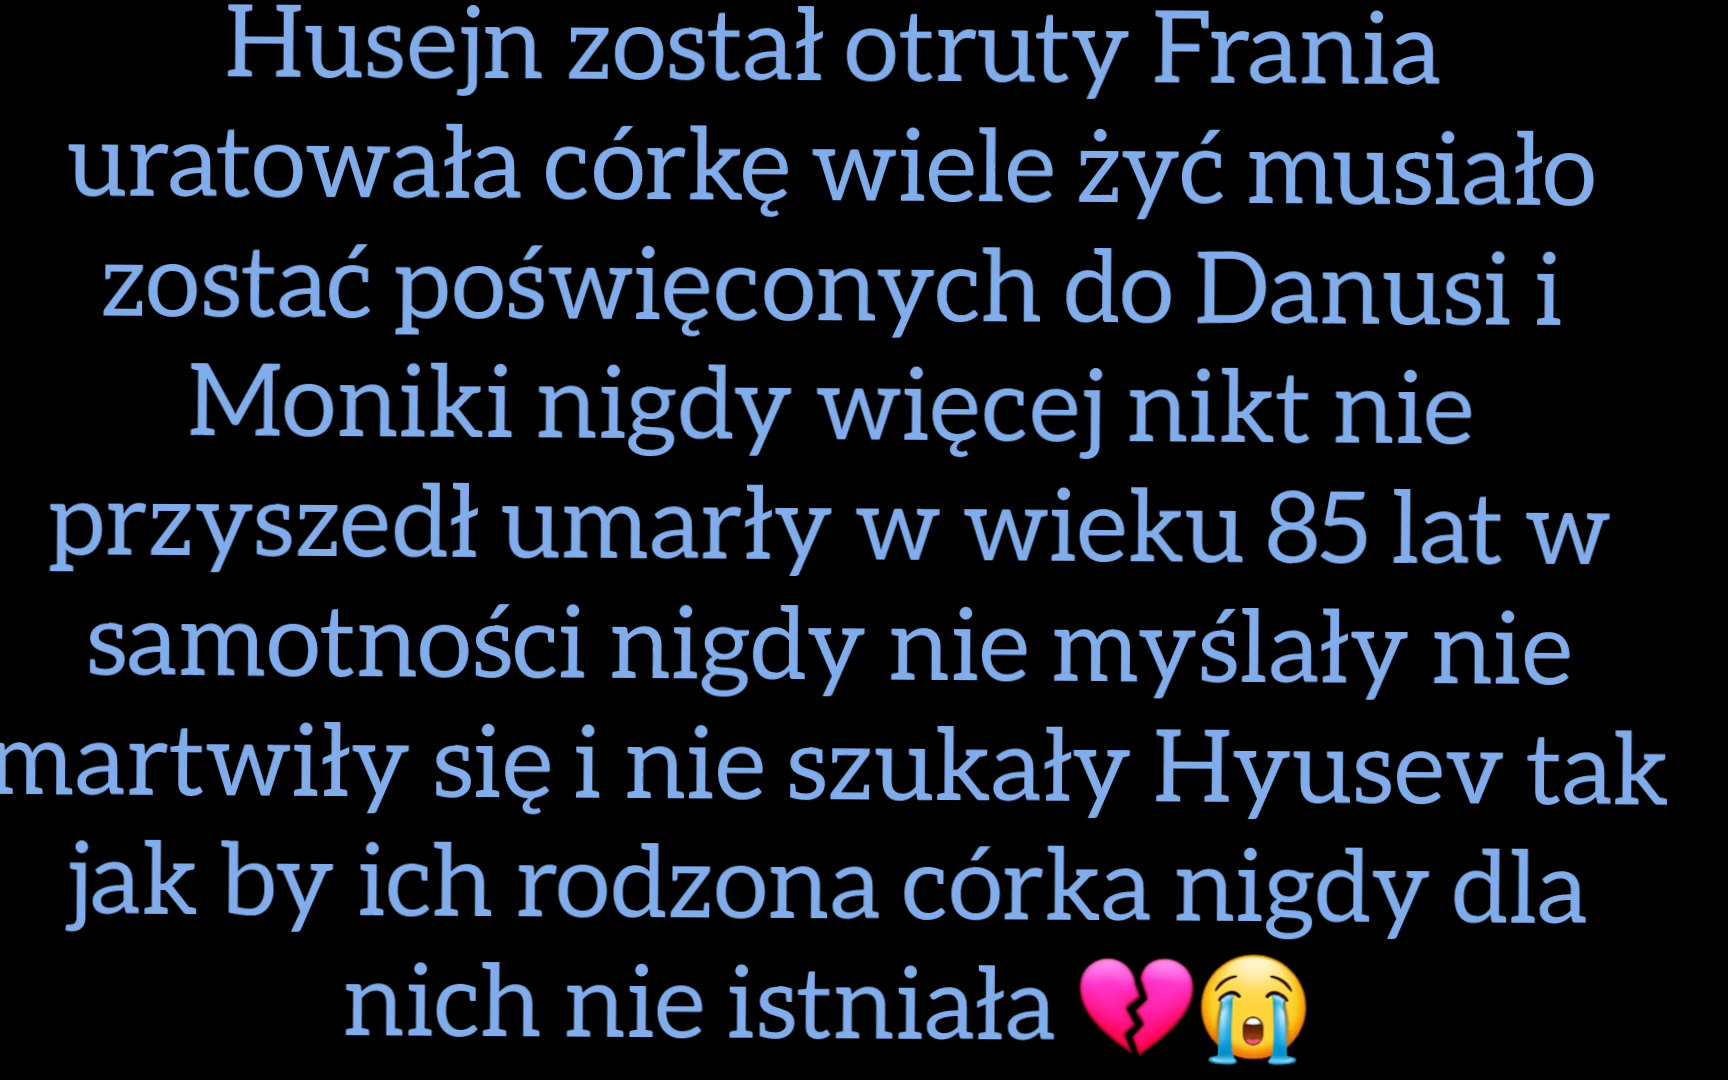 Husejn został otruty Frania
uratowała córkę wiele żyć musiało
zostać poświęconych do Danusi i
Moniki nigdy więcej nikt nie
przyszedł umarły w wieku 85 lat w
samotności nigdy nie myślały nie
martwiły się i nie szukały Hyusev tak
jak by ich rodzona córka nigdy dla
nich nie istniała 💔😭